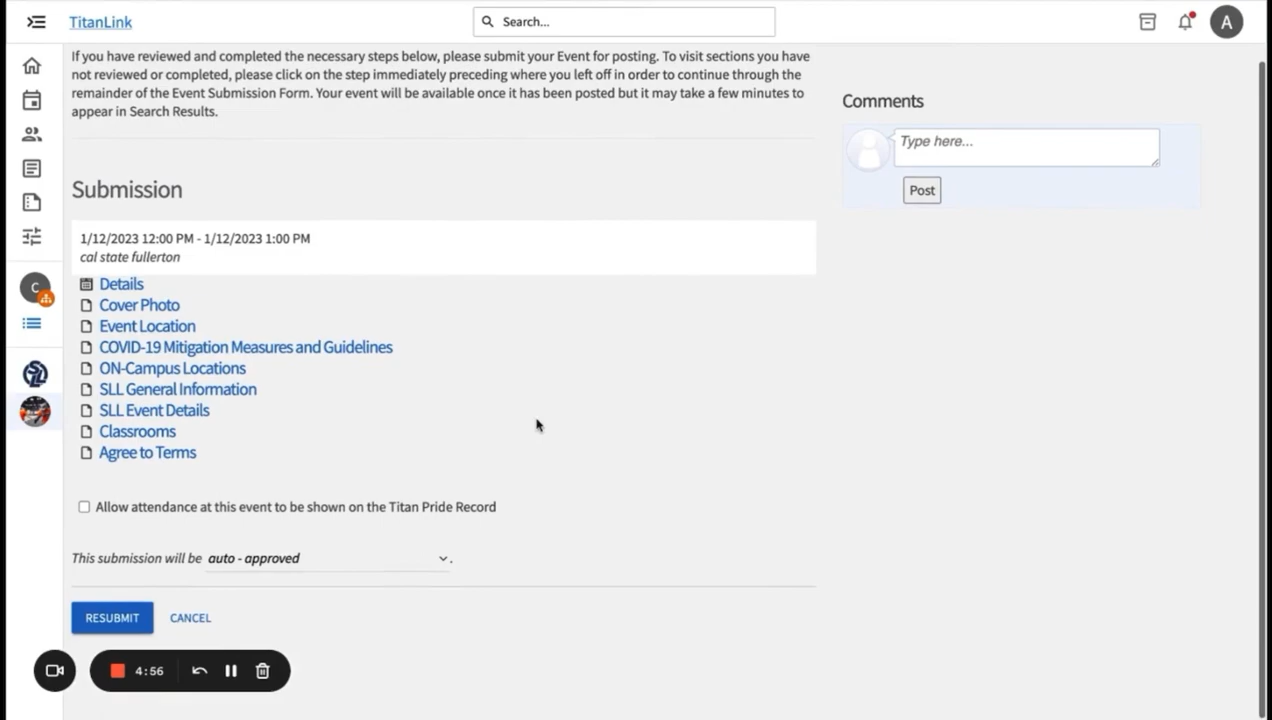 TitanLink
Search...
A
If you have reviewed and completed the necessary steps below, please submit your Event for posting. To visit sections you have
not reviewed or completed, please click on the step immediately preceding where you left off in order to continue through the
remainder of the Event Submission Form. Your event will be available once it has been posted but it may take a few minutes to
appear in Search Results.
Comments
Type here...
Post
Submission
1/12/2023 12:00 PM - 1/12/2023 1:00 PM
cal state fullerton
C
Details
Cover Photo
Event Location
COVID-19 Mitigation Measures and Guidelines
ON-Campus Locations
SLL General Information
SLL Event Details
Classrooms
Agree to Terms
Allow attendance at this event to be shown on the Titan Pride Record
This submission will be auto - approved .
RESUBMIT CANCEL
4:56